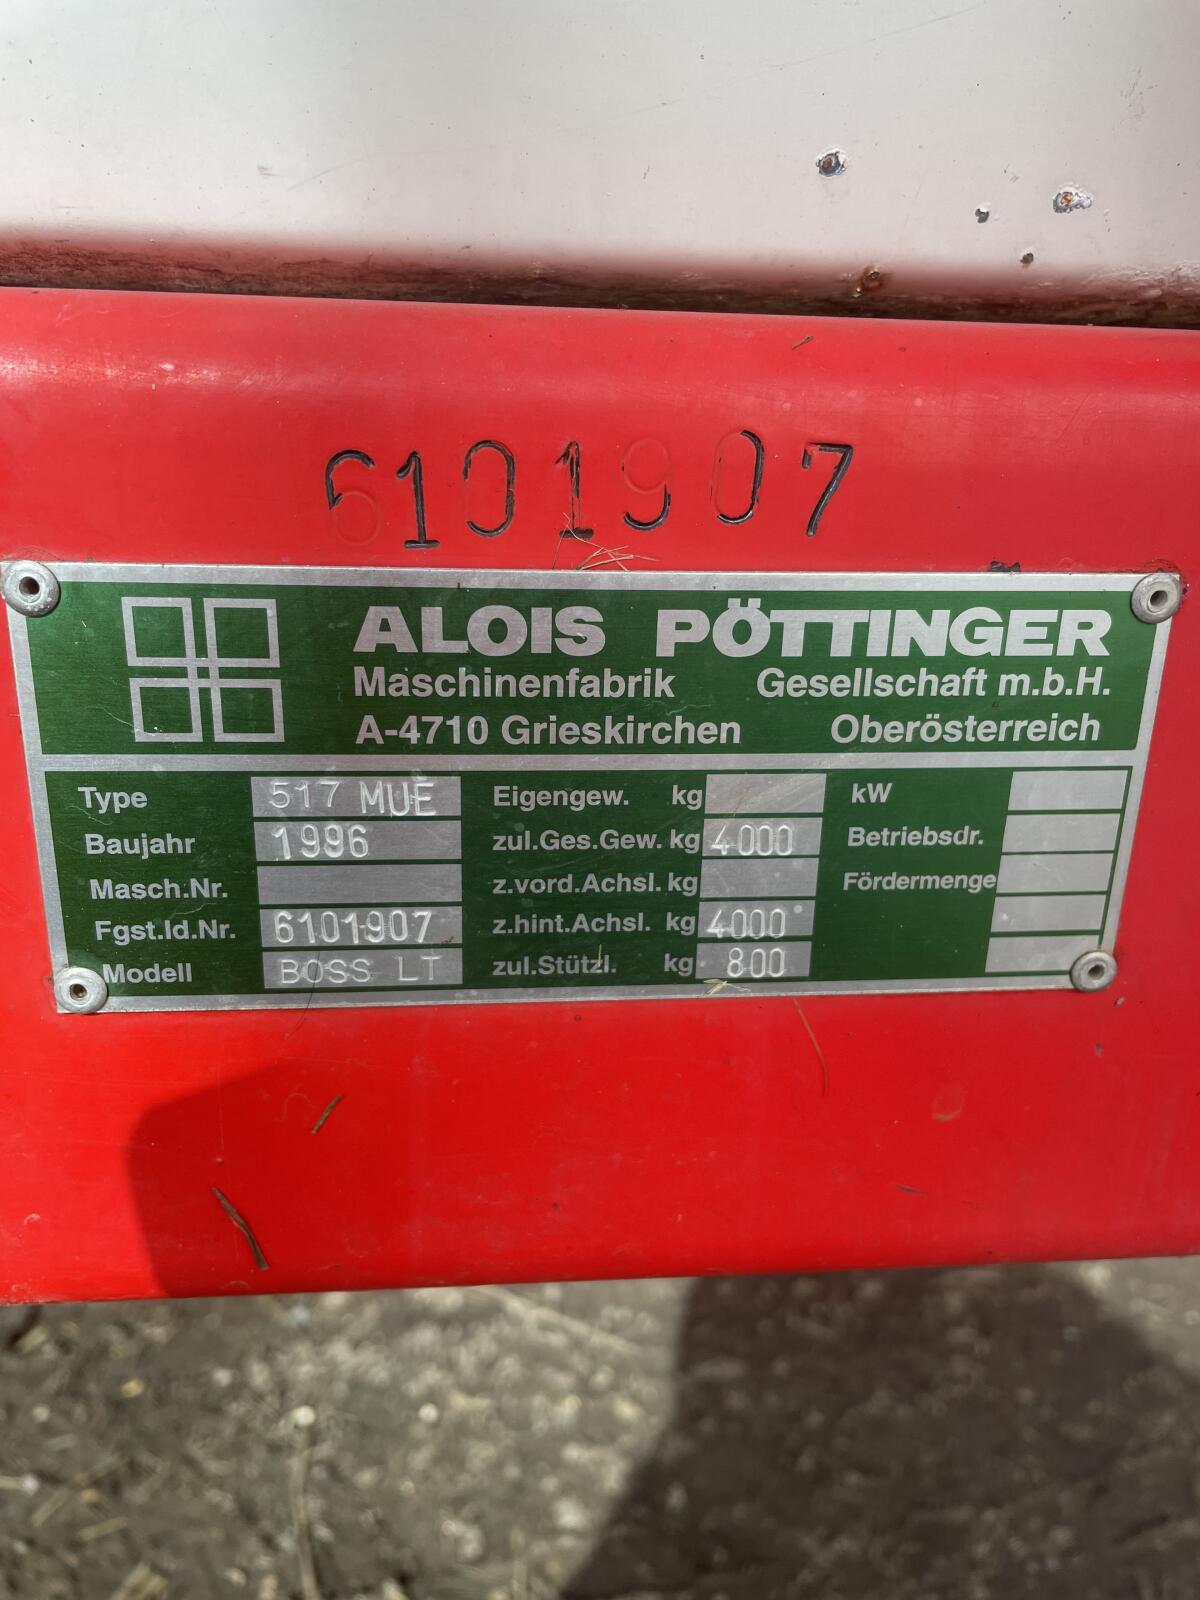 6101907
ALOIS PÖTTINGER
Maschinenfabrik Gesellschaft m.b.H.
A-4710 Grieskirchen Oberösterreich
Type 517 MUE Eigengew. kg kW
Baujahr 1996 zul.Ges.Gew. kg 4000 Betriebsdr.
Masch.Nr. z.vord.Achsl. kg Fördermenge
Fgst.Id.Nr. 6101907 z.hint.Achsl. kg 4000
Modell BOSS LT zul.Stützl. kg 800